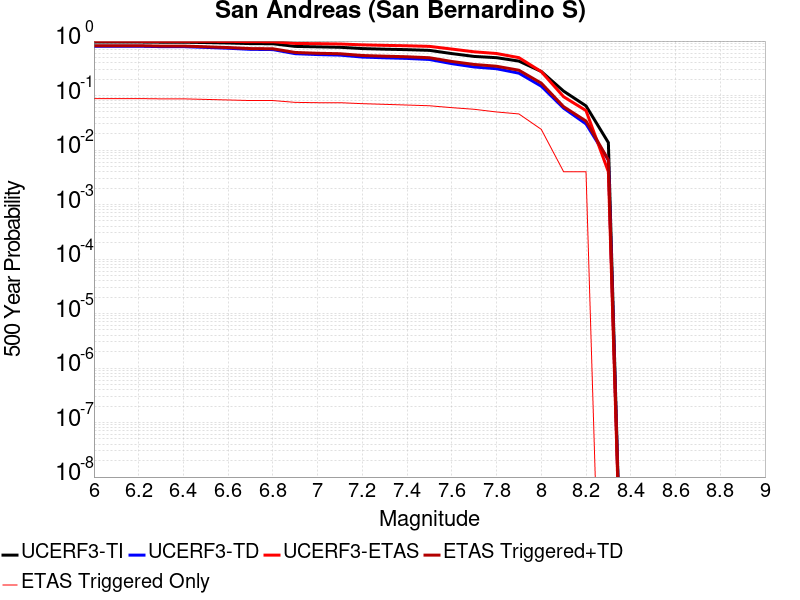 San Andreas (San Bernardino S)
10^0
10^-1
10^-2
10^-3
10^-4
10^-5
10^-6
10^-7
10^-8
500 Year Probability
6 6.2 6.4 6.6 6.8 7 7.2 7.4 7.6 7.8 8 8.2 8.4 8.6 8.8 9
Magnitude
UCERF3-TI UCERF3-TD UCERF3-ETAS ETAS Triggered+TD
ETAS Triggered Only